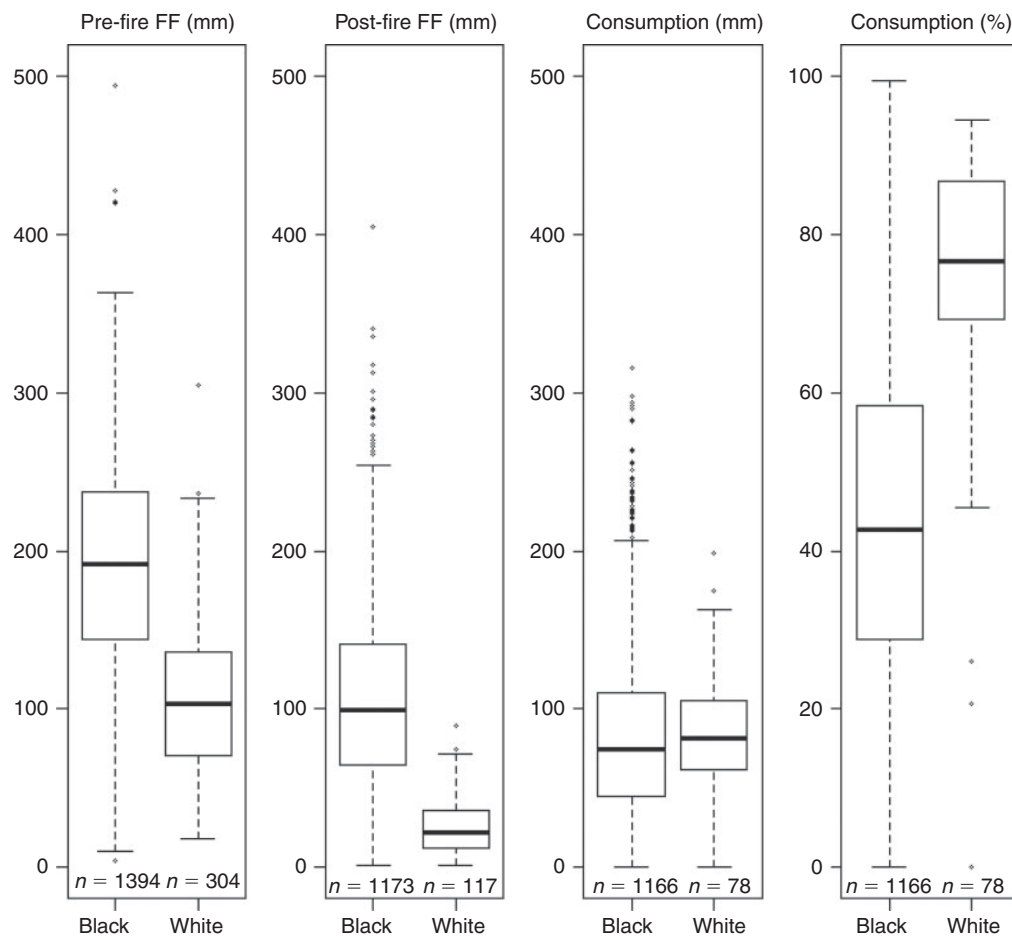 Pre-fire FF (mm) Post-fire FF (mm) Consumption (mm) Consumption (%)
500 500 500 100
400 400 400 80
300 300 300 60
200 200 200 40
100 100 100 20
0 0 0 0
n = 1394 n = 304 n = 1173 n = 117 n = 1166 n = 78 n = 1166 n = 78
Black White Black White Black White Black White